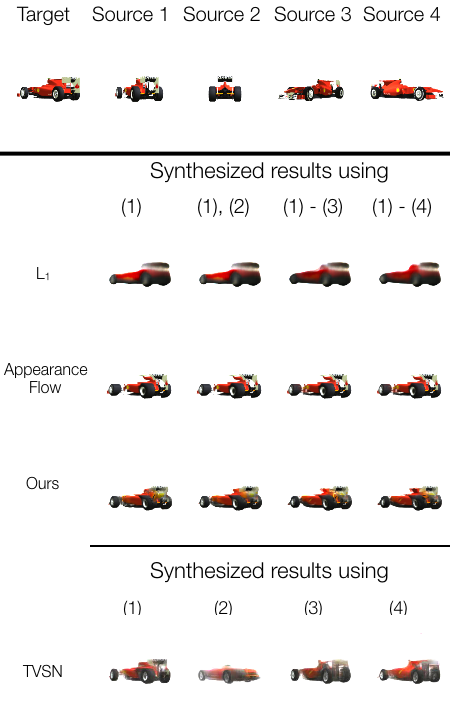 Target Source 1 Source 2 Source 3 Source 4
Synthesized results using
(1) (1), (2) (1) - (3) (1) - (4)
L₁
Appearance
Flow
Ours
Synthesized results using
(1) (2) (3) (4)
TVSN